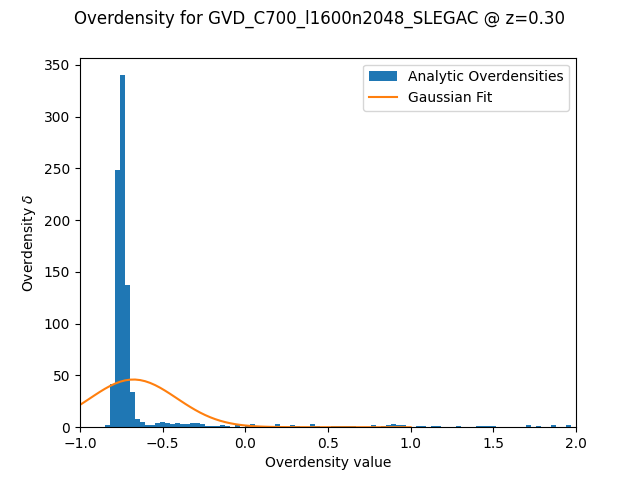 Overdensity for GVD_C700_l1600n2048_SLEGAC @ z=0.30
Analytic Overdensities
Gaussian Fit
Overdensity δ
350
300
250
200
150
100
50
0
−1.0 −0.5 0.0 0.5 1.0 1.5 2.0
Overdensity value